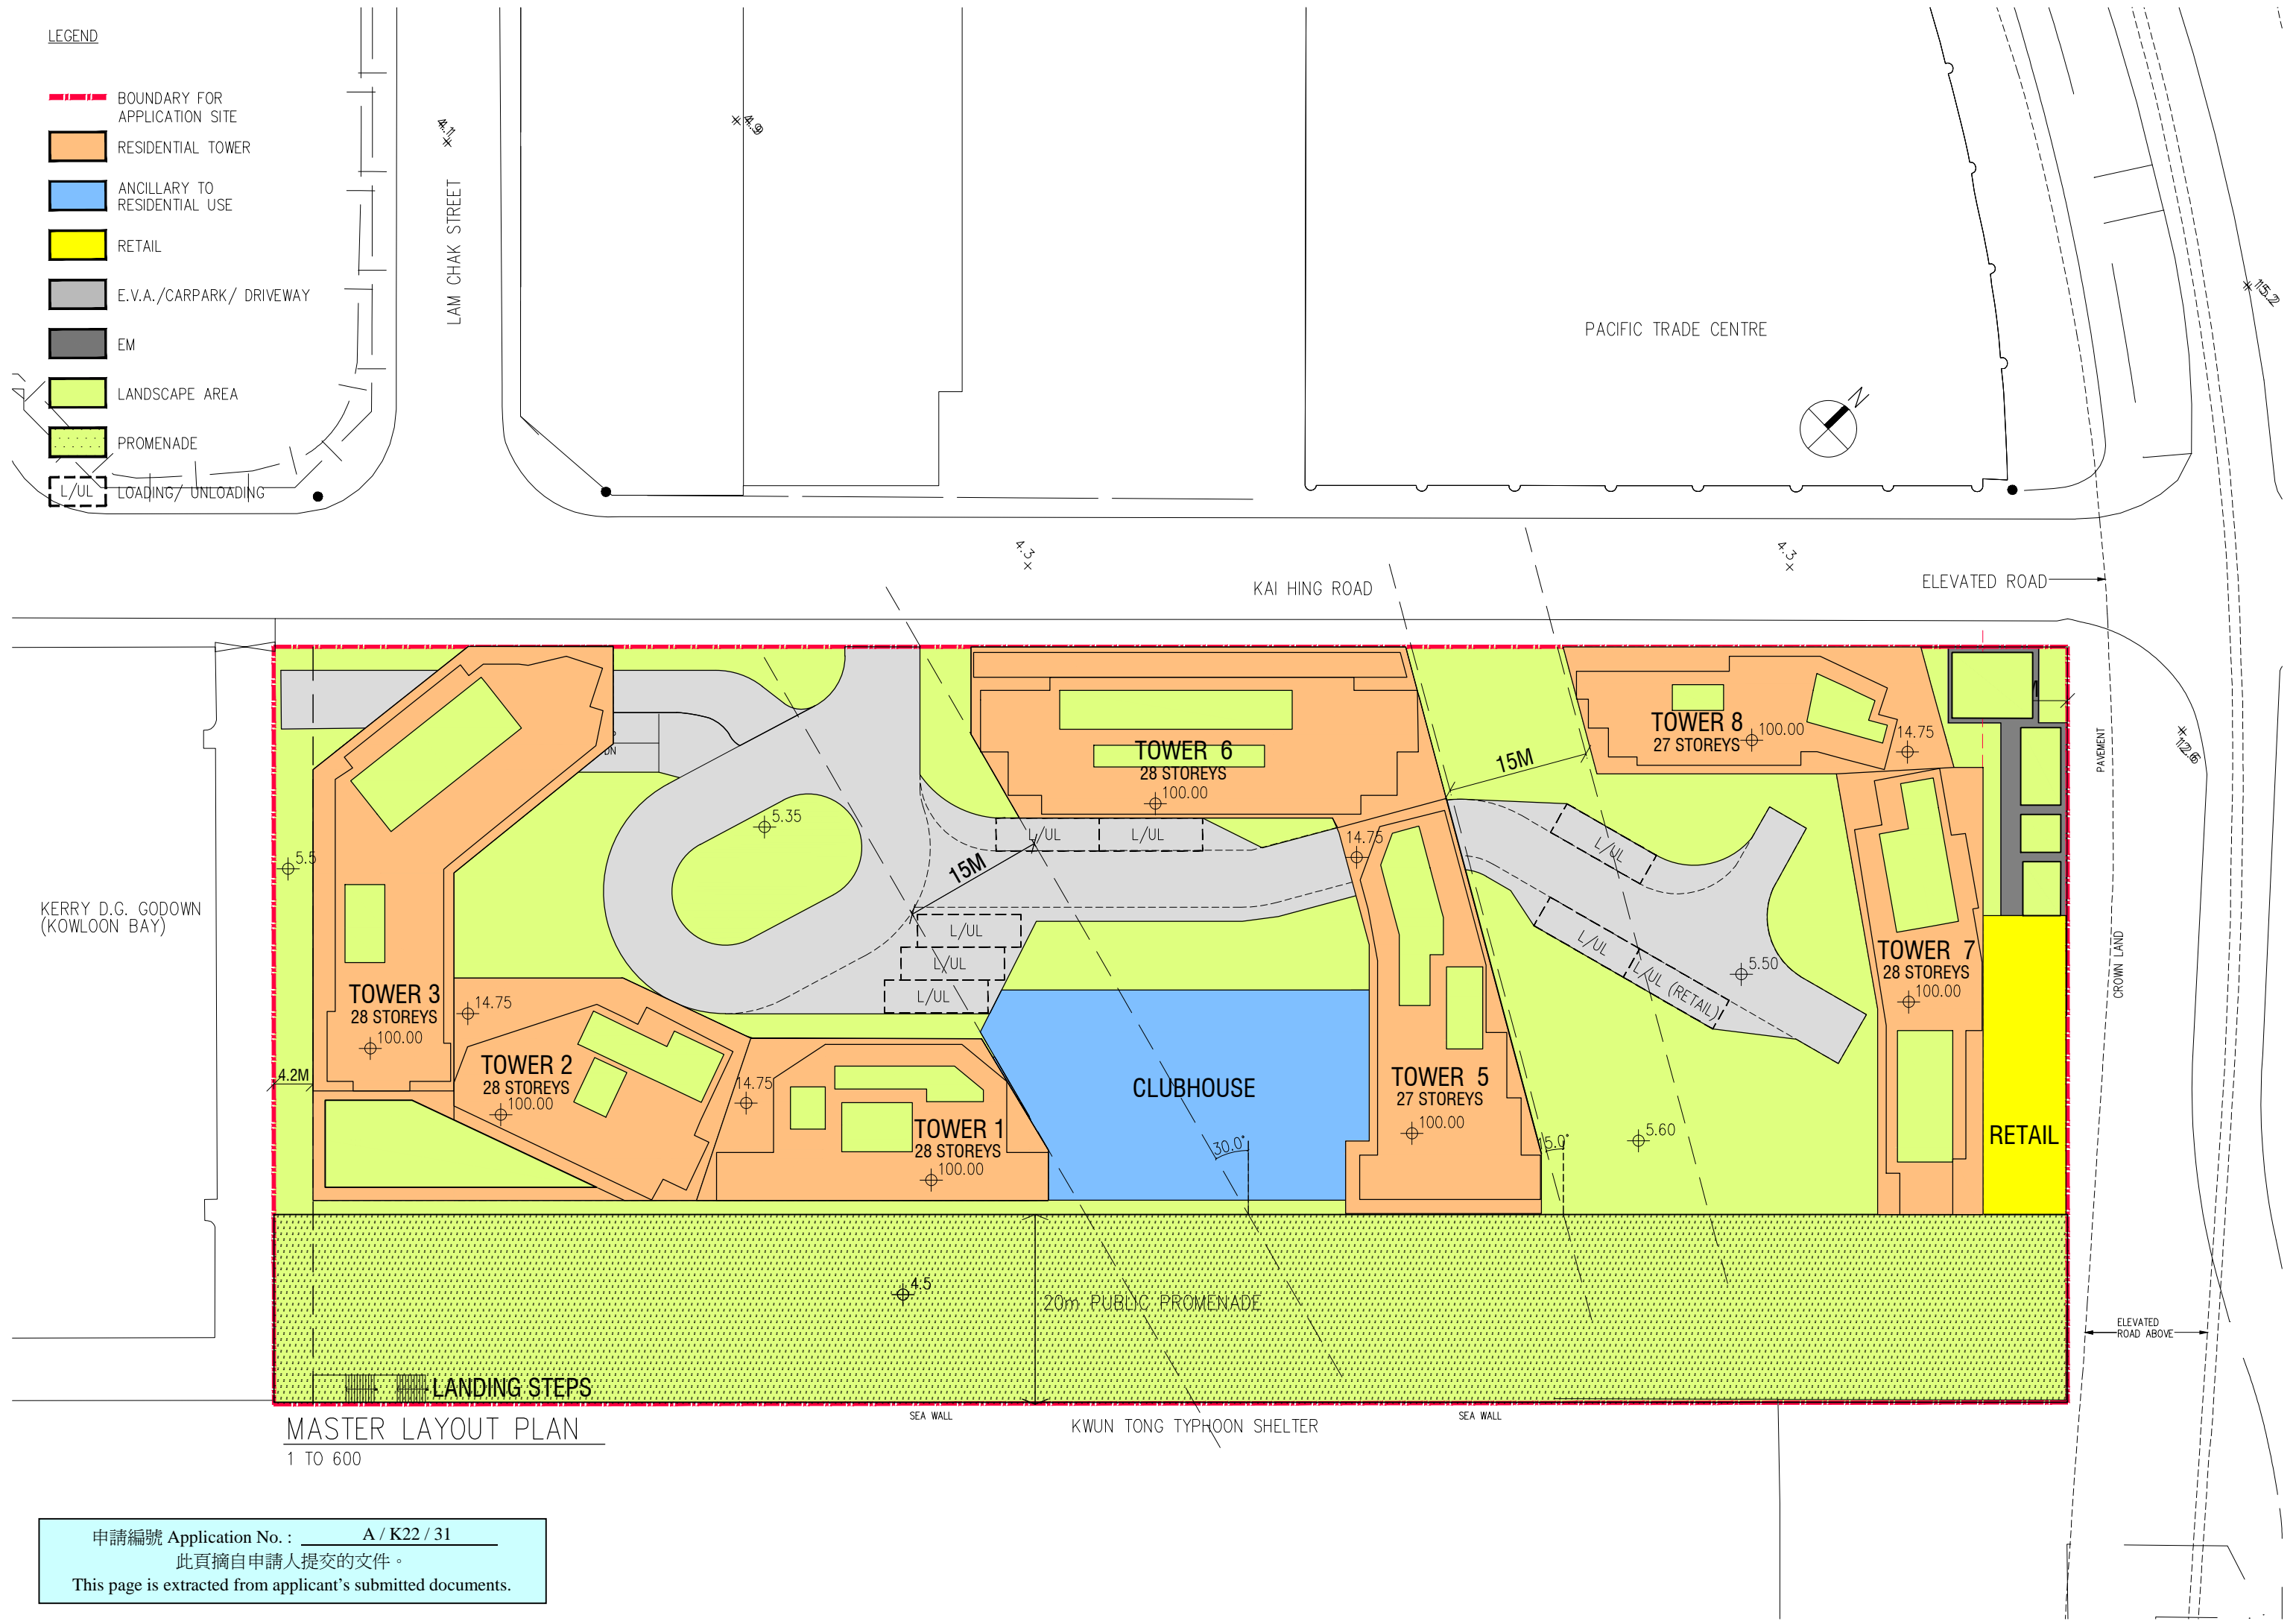 LEGEND
BOUNDARY FOR
APPLICATION SITE
RESIDENTIAL TOWER
ANCILLARY TO
RESIDENTIAL USE
RETAIL
E.V.A./CARPARK/ DRIVEWAY
EM
LANDSCAPE AREA
PROMENADE
L/UL LOADING/ UNLOADING
4.1
LAM CHAK STREET
4.9
PACIFIC TRADE CENTRE
N
15.2
4.3
4.3
KAI HING ROAD
ELEVATED ROAD
KERRY D.G. GODOWN
(KOWLOON BAY)
5.5
5.35
4.2M
TOWER 3
28 STOREYS
100.00
14.75
TOWER 2
28 STOREYS
100.00
14.75
TOWER 1
28 STOREYS
100.00
TOWER 6
28 STOREYS
100.00
L/UL
L/UL
15M
L/UL
L/UL
L/UL
14.75
CLUBHOUSE
30.0°
TOWER 5
27 STOREYS
100.00
15.0°
15M
TOWER 8
27 STOREYS
100.00
14.75
L/UL
L/UL
L/UL (RETAIL)
5.50
5.60
TOWER 7
28 STOREYS
100.00
RETAIL
PAVEMENT
CROWN LAND
12.6
ELEVATED
ROAD ABOVE
4.5
20m PUBLIC PROMENADE
LANDING STEPS
SEA WALL
KWUN TONG TYPHOON SHELTER
SEA WALL
MASTER LAYOUT PLAN
1 TO 600
申請編號 Application No. : A / K22 / 31
此頁摘自申請人提交的文件。
This page is extracted from applicant's submitted documents.